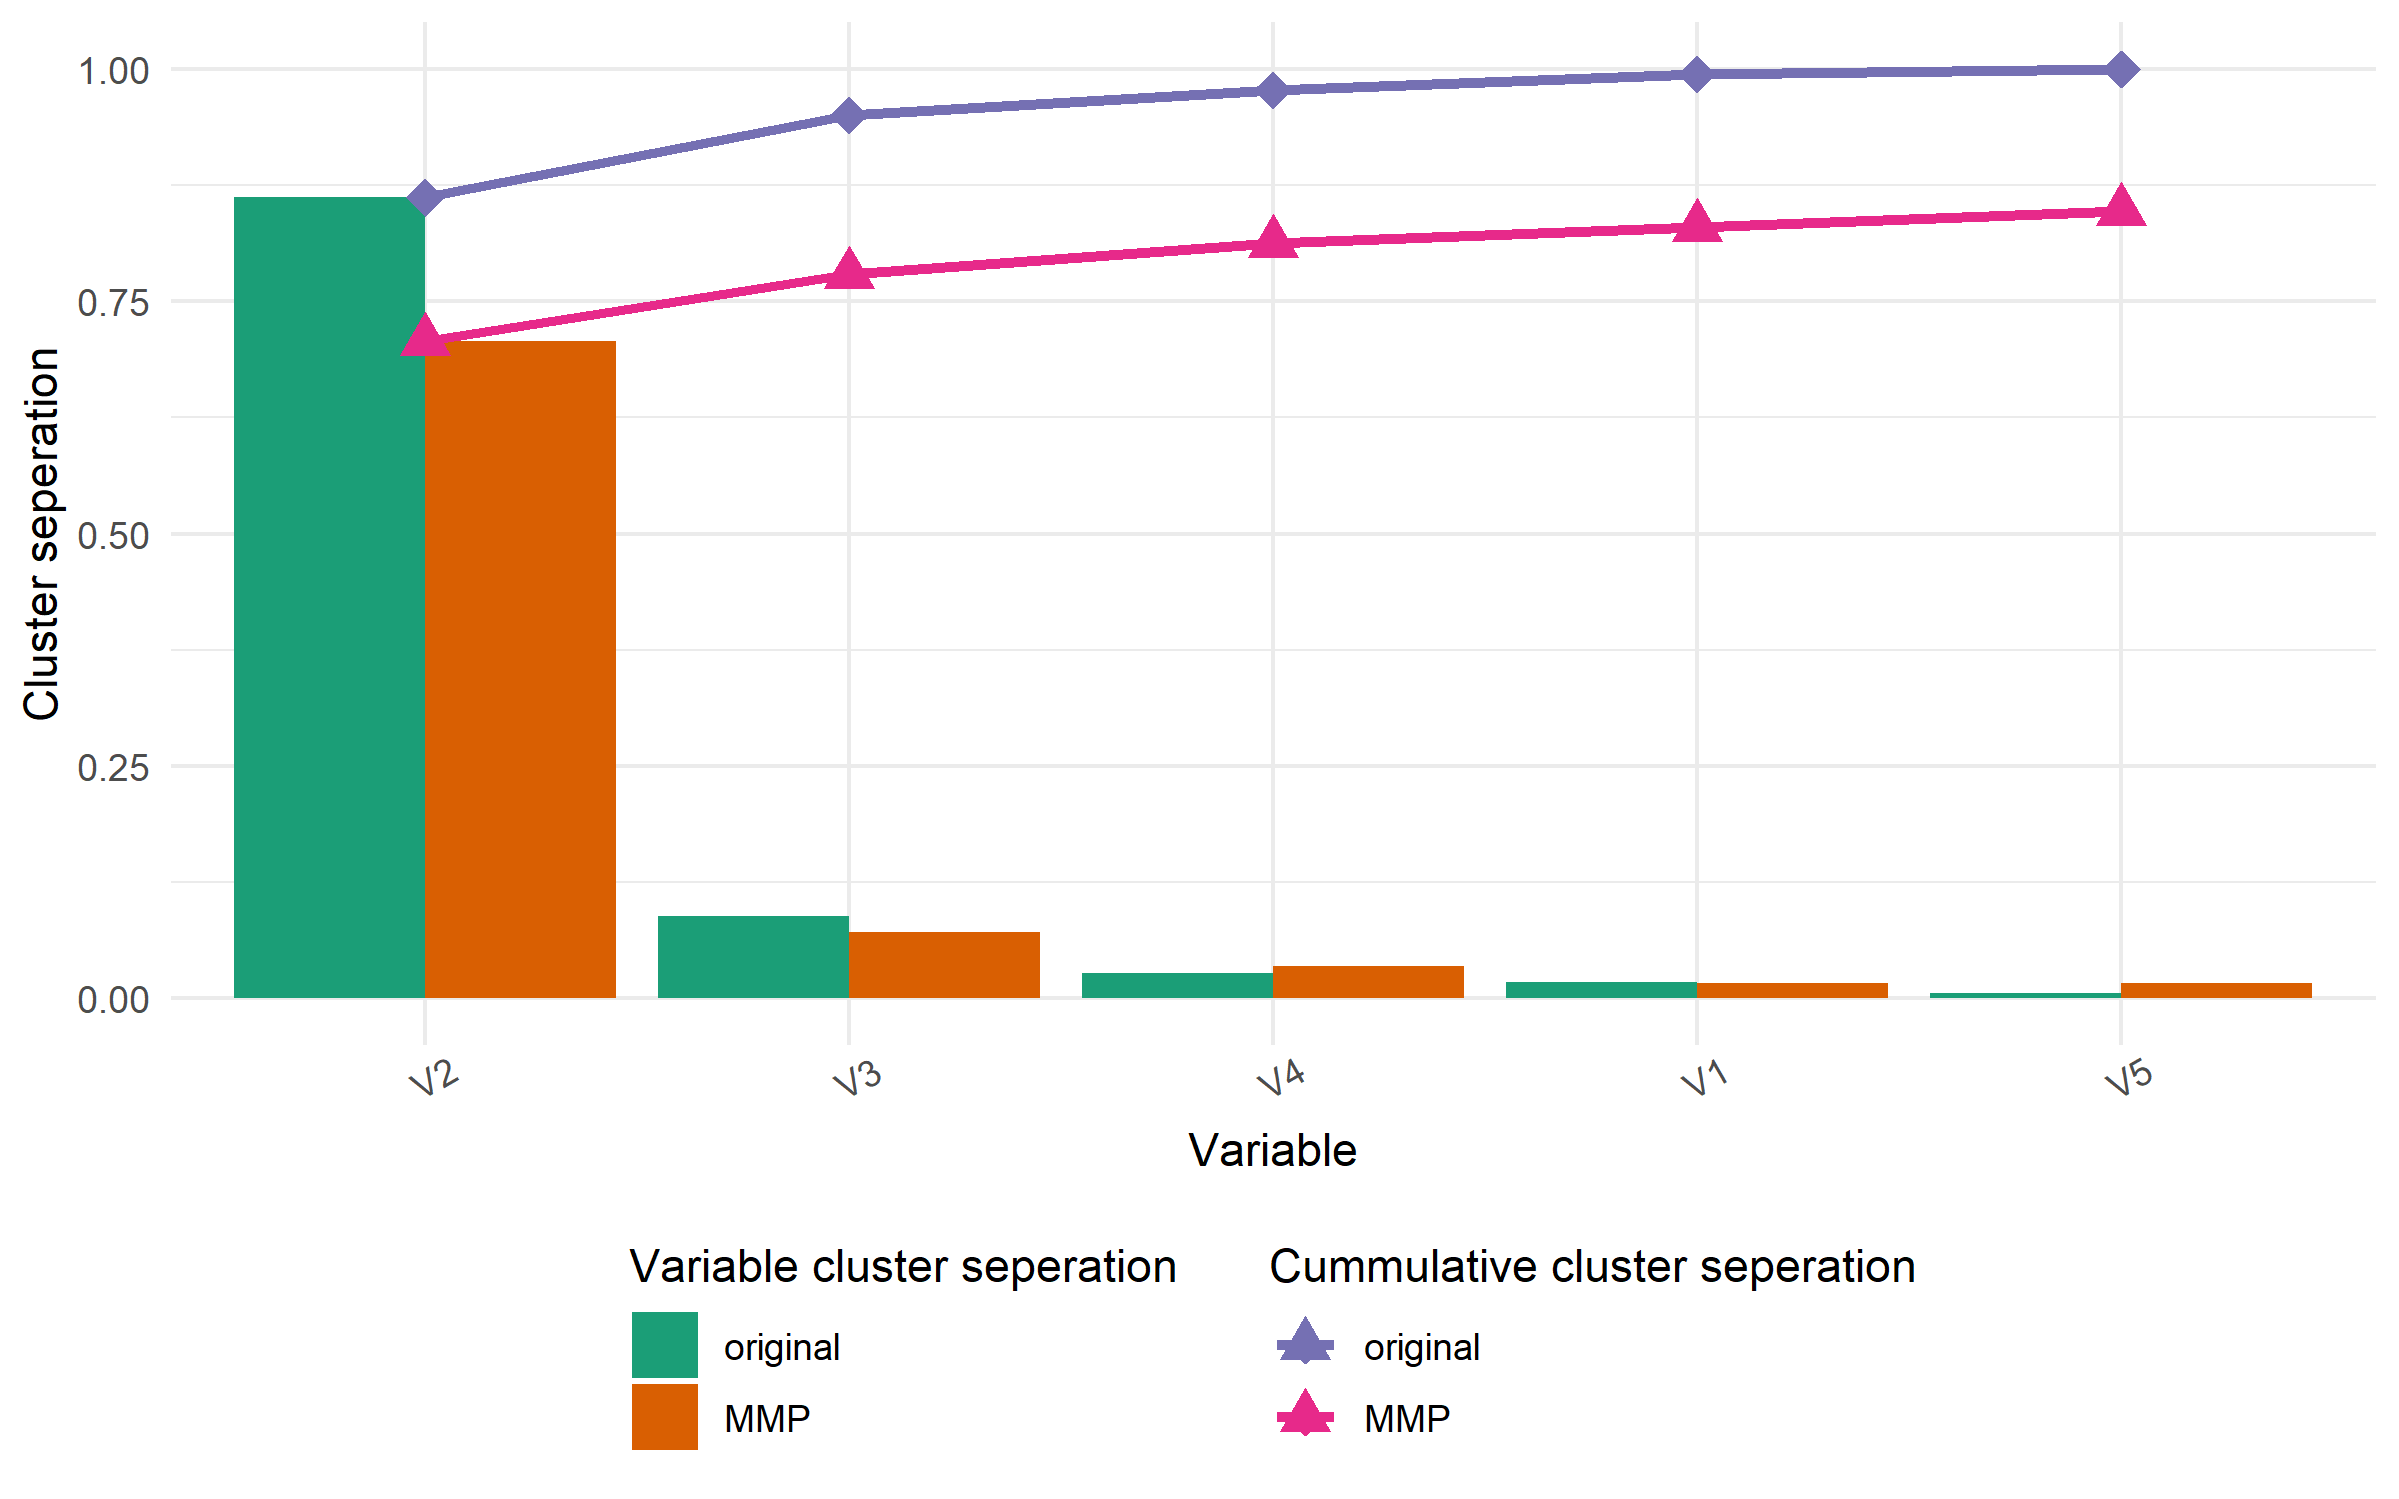 1.00
0.75
0.50
0.25
0.00
Cluster seperation
V2 V3 V4 V1 V5
Variable
Variable cluster seperation
original
MMP
Cummulative cluster seperation
original
MMP